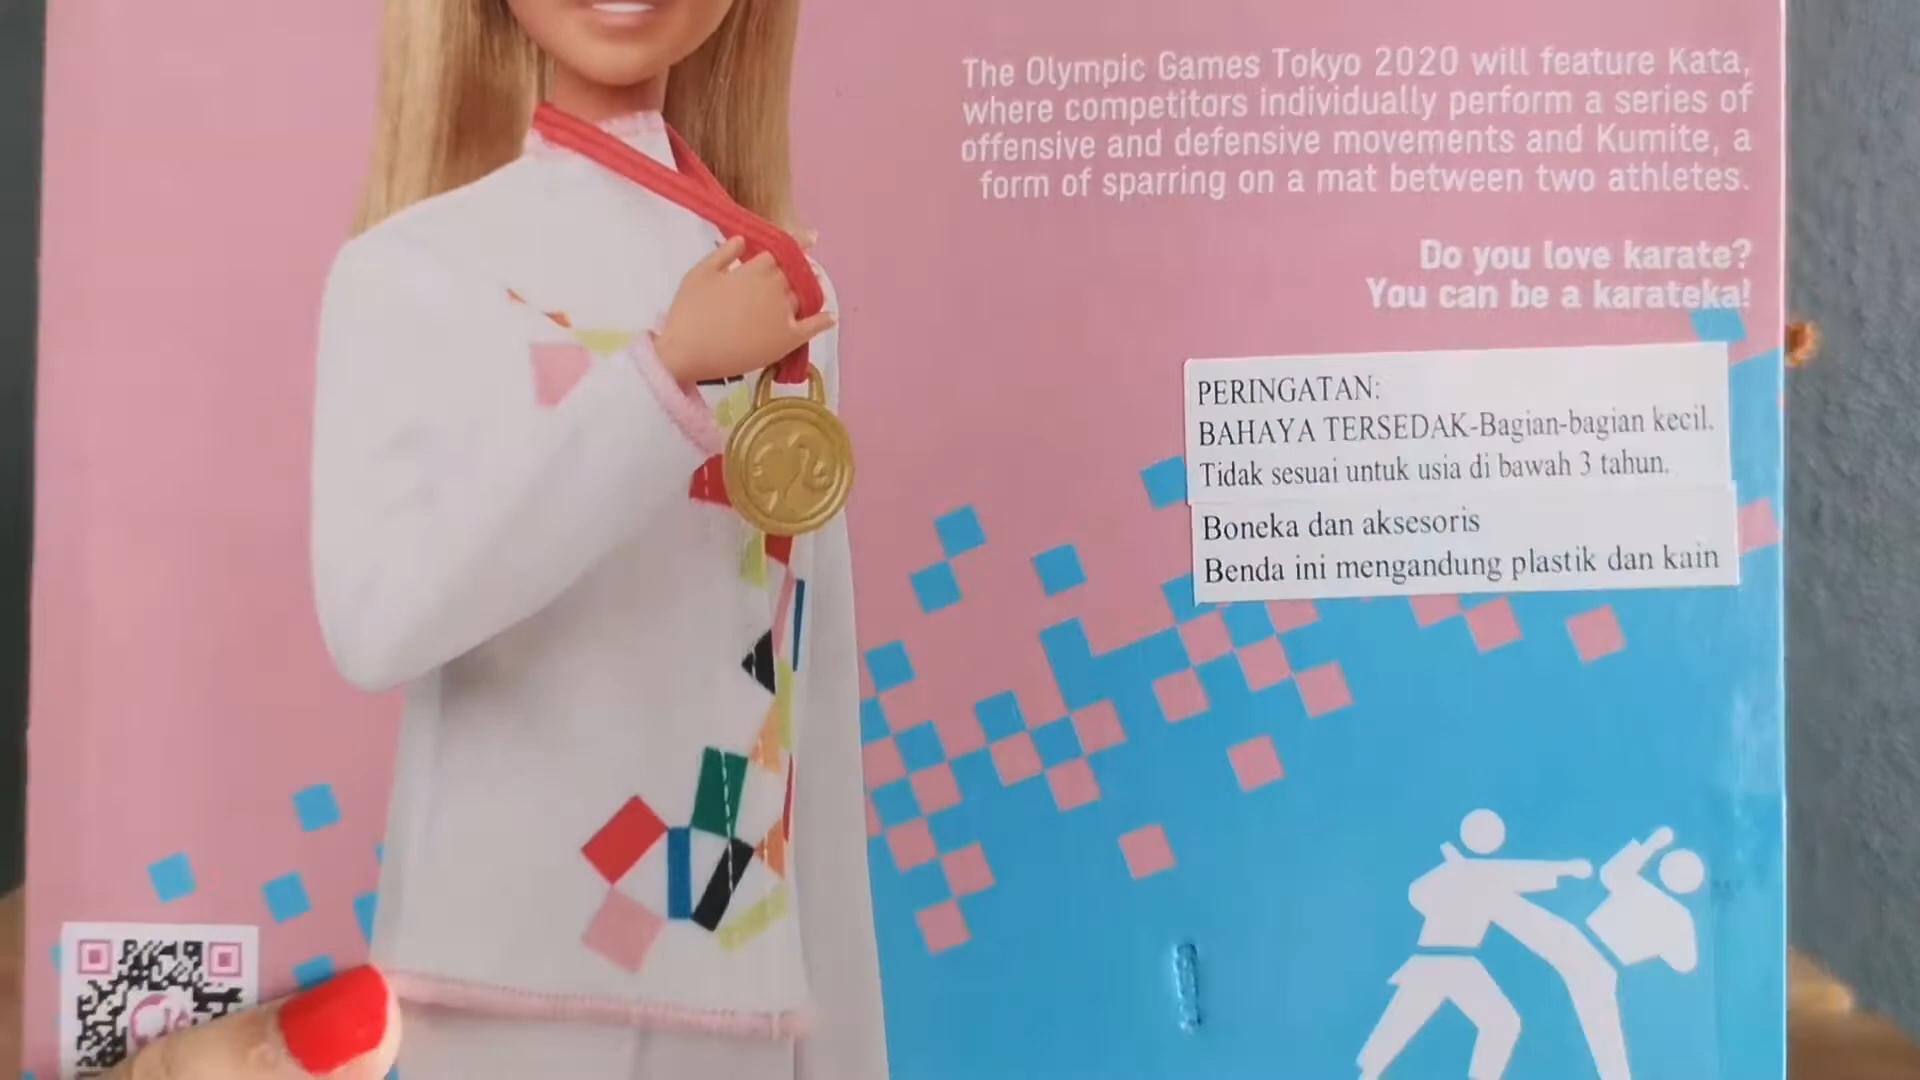 The Olympic Games Tokyo 2020 will feature Kata,
where competitors individually perform a series of
offensive and defensive movements and Kumite, a
form of sparring on a mat between two athletes.
Do you love karate?
You can be a karateka!
PERINGATAN:
BAHAYA TERSEDAK-Bagian-bagian kecil.
Tidak sesuai untuk usia di bawah 3 tahun.
Boneka dan aksesoris
Benda ini mengandung plastik dan kain